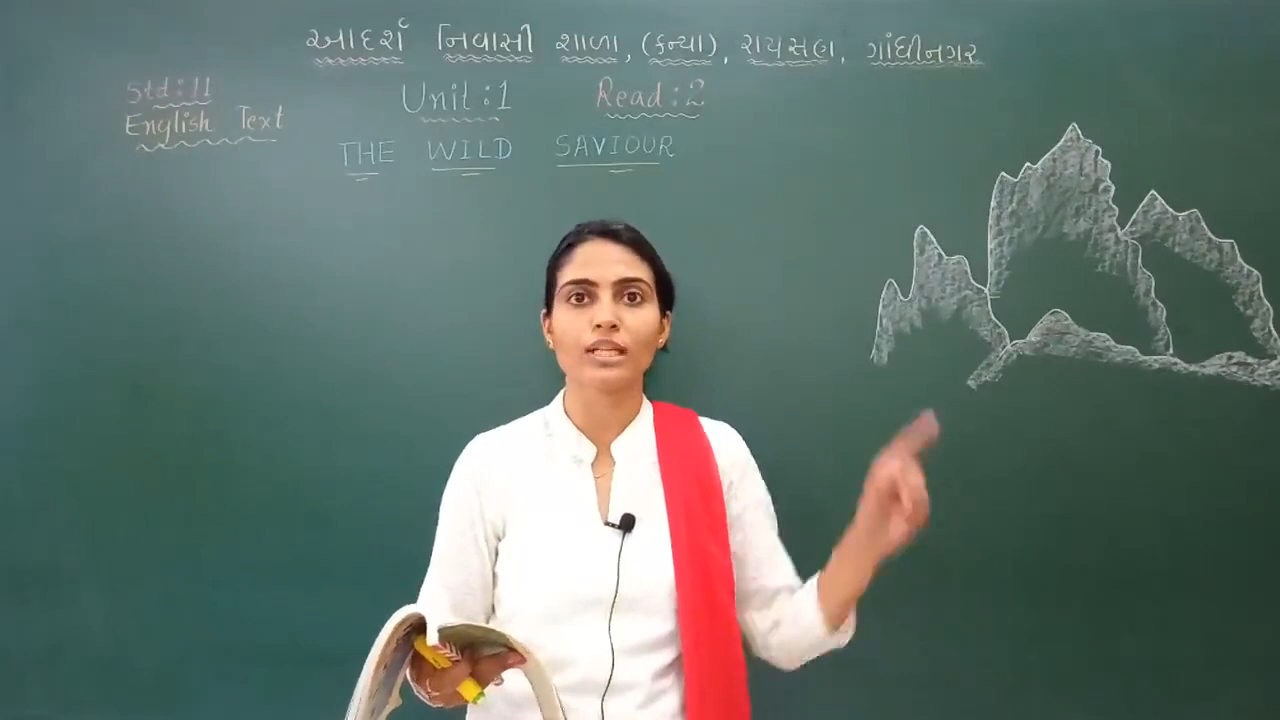 આદર્શ નિવાસી શાળા, (કન્યા), રાયસણ, ગાંધીનગર
Std:11 Unit:1 Read:2
English Text
THE WILD SAVIOUR